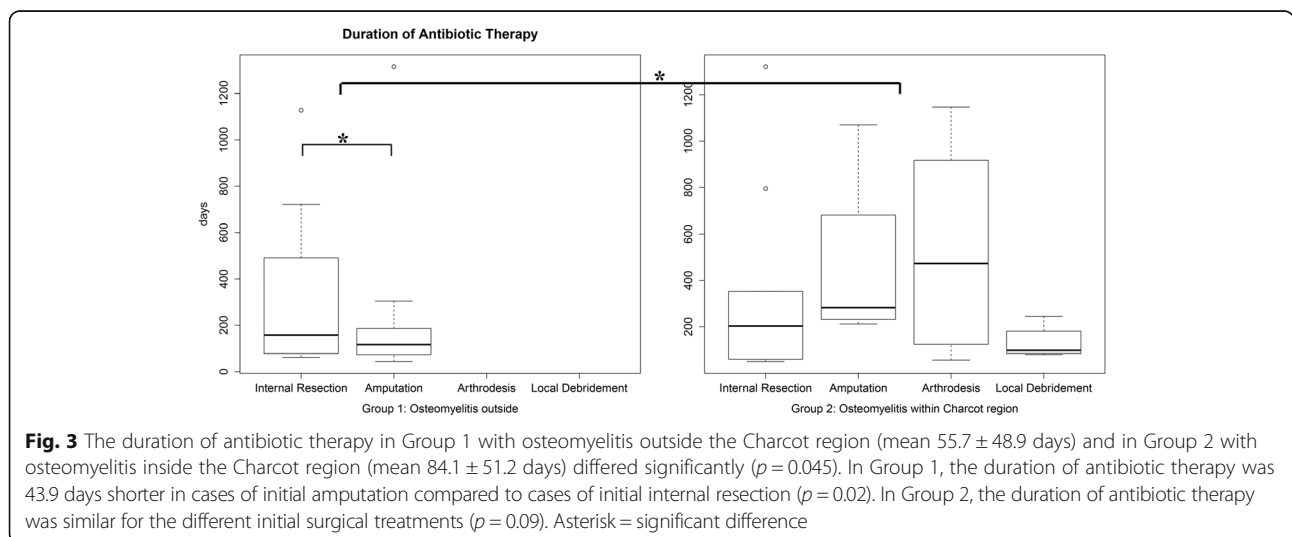 Duration of Antibiotic Therapy
*
*
days
0
200
400
600
800
1000
1200
200
400
600
800
1000
1200
Internal Resection Amputation Arthrodesis Local Debridement
Group 1: Osteomyelitis outside
Internal Resection Amputation Arthrodesis Local Debridement
Group 2: Osteomyelitis within Charcot region
Fig. 3 The duration of antibiotic therapy in Group 1 with osteomyelitis outside the Charcot region (mean 55.7 ± 48.9 days) and in Group 2 with
osteomyelitis inside the Charcot region (mean 84.1 ± 51.2 days) differed significantly (p = 0.045). In Group 1, the duration of antibiotic therapy was
43.9 days shorter in cases of initial amputation compared to cases of initial internal resection (p = 0.02). In Group 2, the duration of antibiotic therapy
was similar for the different initial surgical treatments (p = 0.09). Asterisk = significant difference